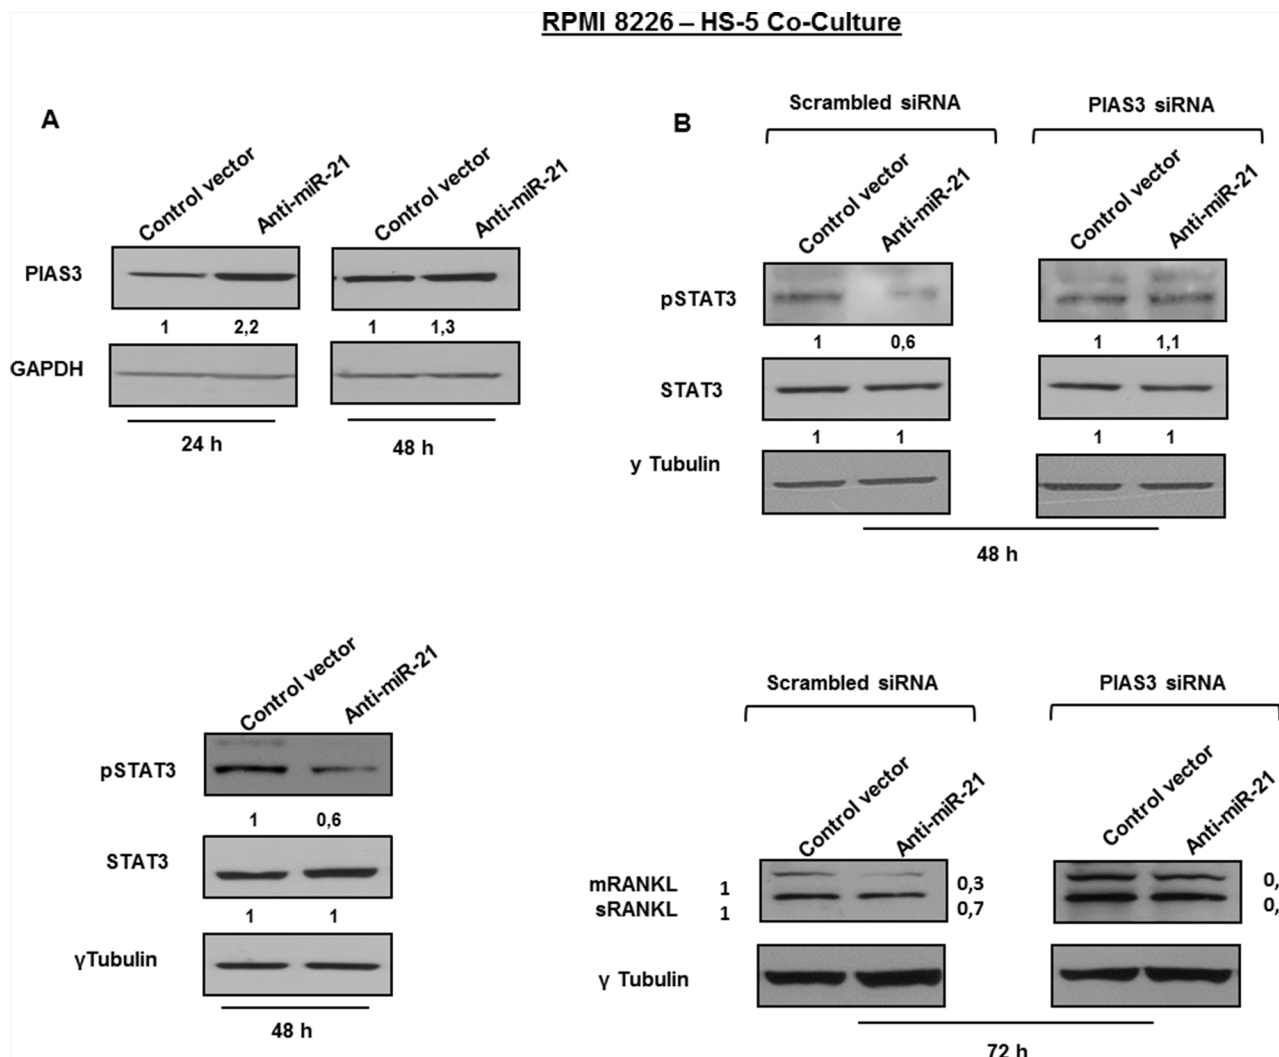 RPMI 8226 – HS-5 Co-Culture
A
Control vector
Anti-miR-21
Control vector
Anti-miR-21
PIAS3
1 2,2 1 1,3
GAPDH
24 h
48 h
Control vector
Anti-miR-21
pSTAT3
1 0,6
STAT3
1 1
γTubulin
48 h
B
Scrambled siRNA
PIAS3 siRNA
Control vector
Anti-miR-21
Control vector
Anti-miR-21
pSTAT3
1 0,6 1 1,1
STAT3
1 1 1 1
y Tubulin
48 h
Scrambled siRNA
PIAS3 siRNA
Control vector
Anti-miR-21
Control vector
Anti-miR-21
mRANKL 1 0,3
sRANKL 1 0,7
γ Tubulin
72 h